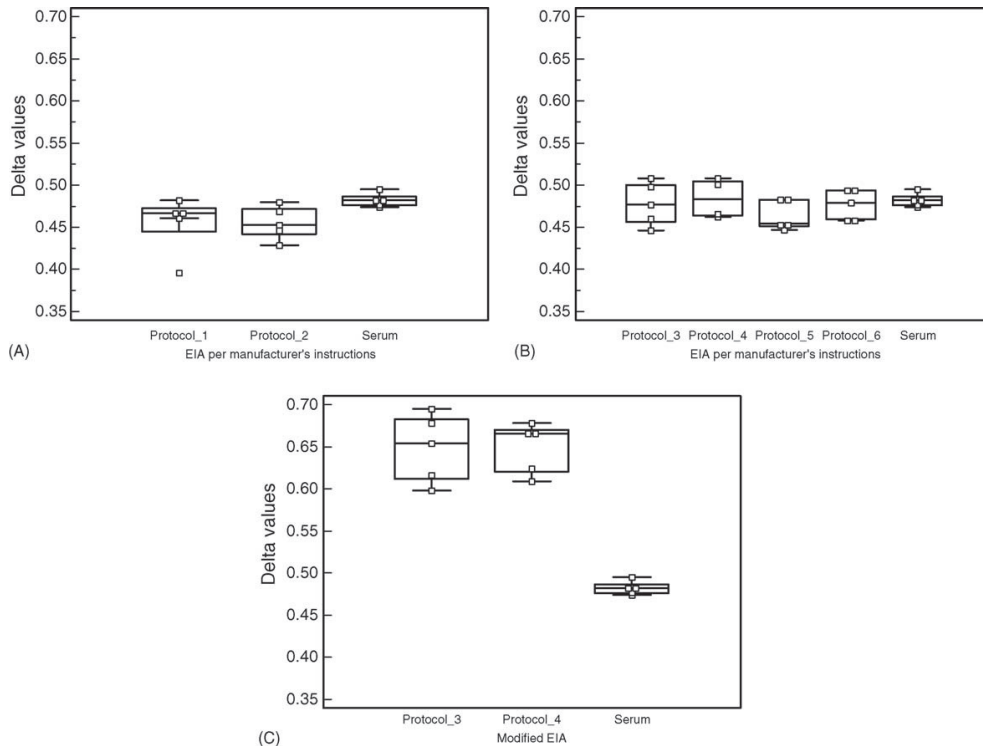 0.70
0.65
0.60
0.55
0.50
0.45
0.40
0.35
Delta values
Protocol_1 Protocol_2 Serum
(A) EIA per manufacturer's instructions
0.70
0.65
0.60
0.55
0.50
0.45
0.40
0.35
Delta values
Protocol_3 Protocol_4 Protocol_5 Protocol_6 Serum
(B) EIA per manufacturer's instructions
0.70
0.65
0.60
0.55
0.50
0.45
0.40
0.35
Delta values
Protocol_3 Protocol_4 Serum
(C) Modified EIA